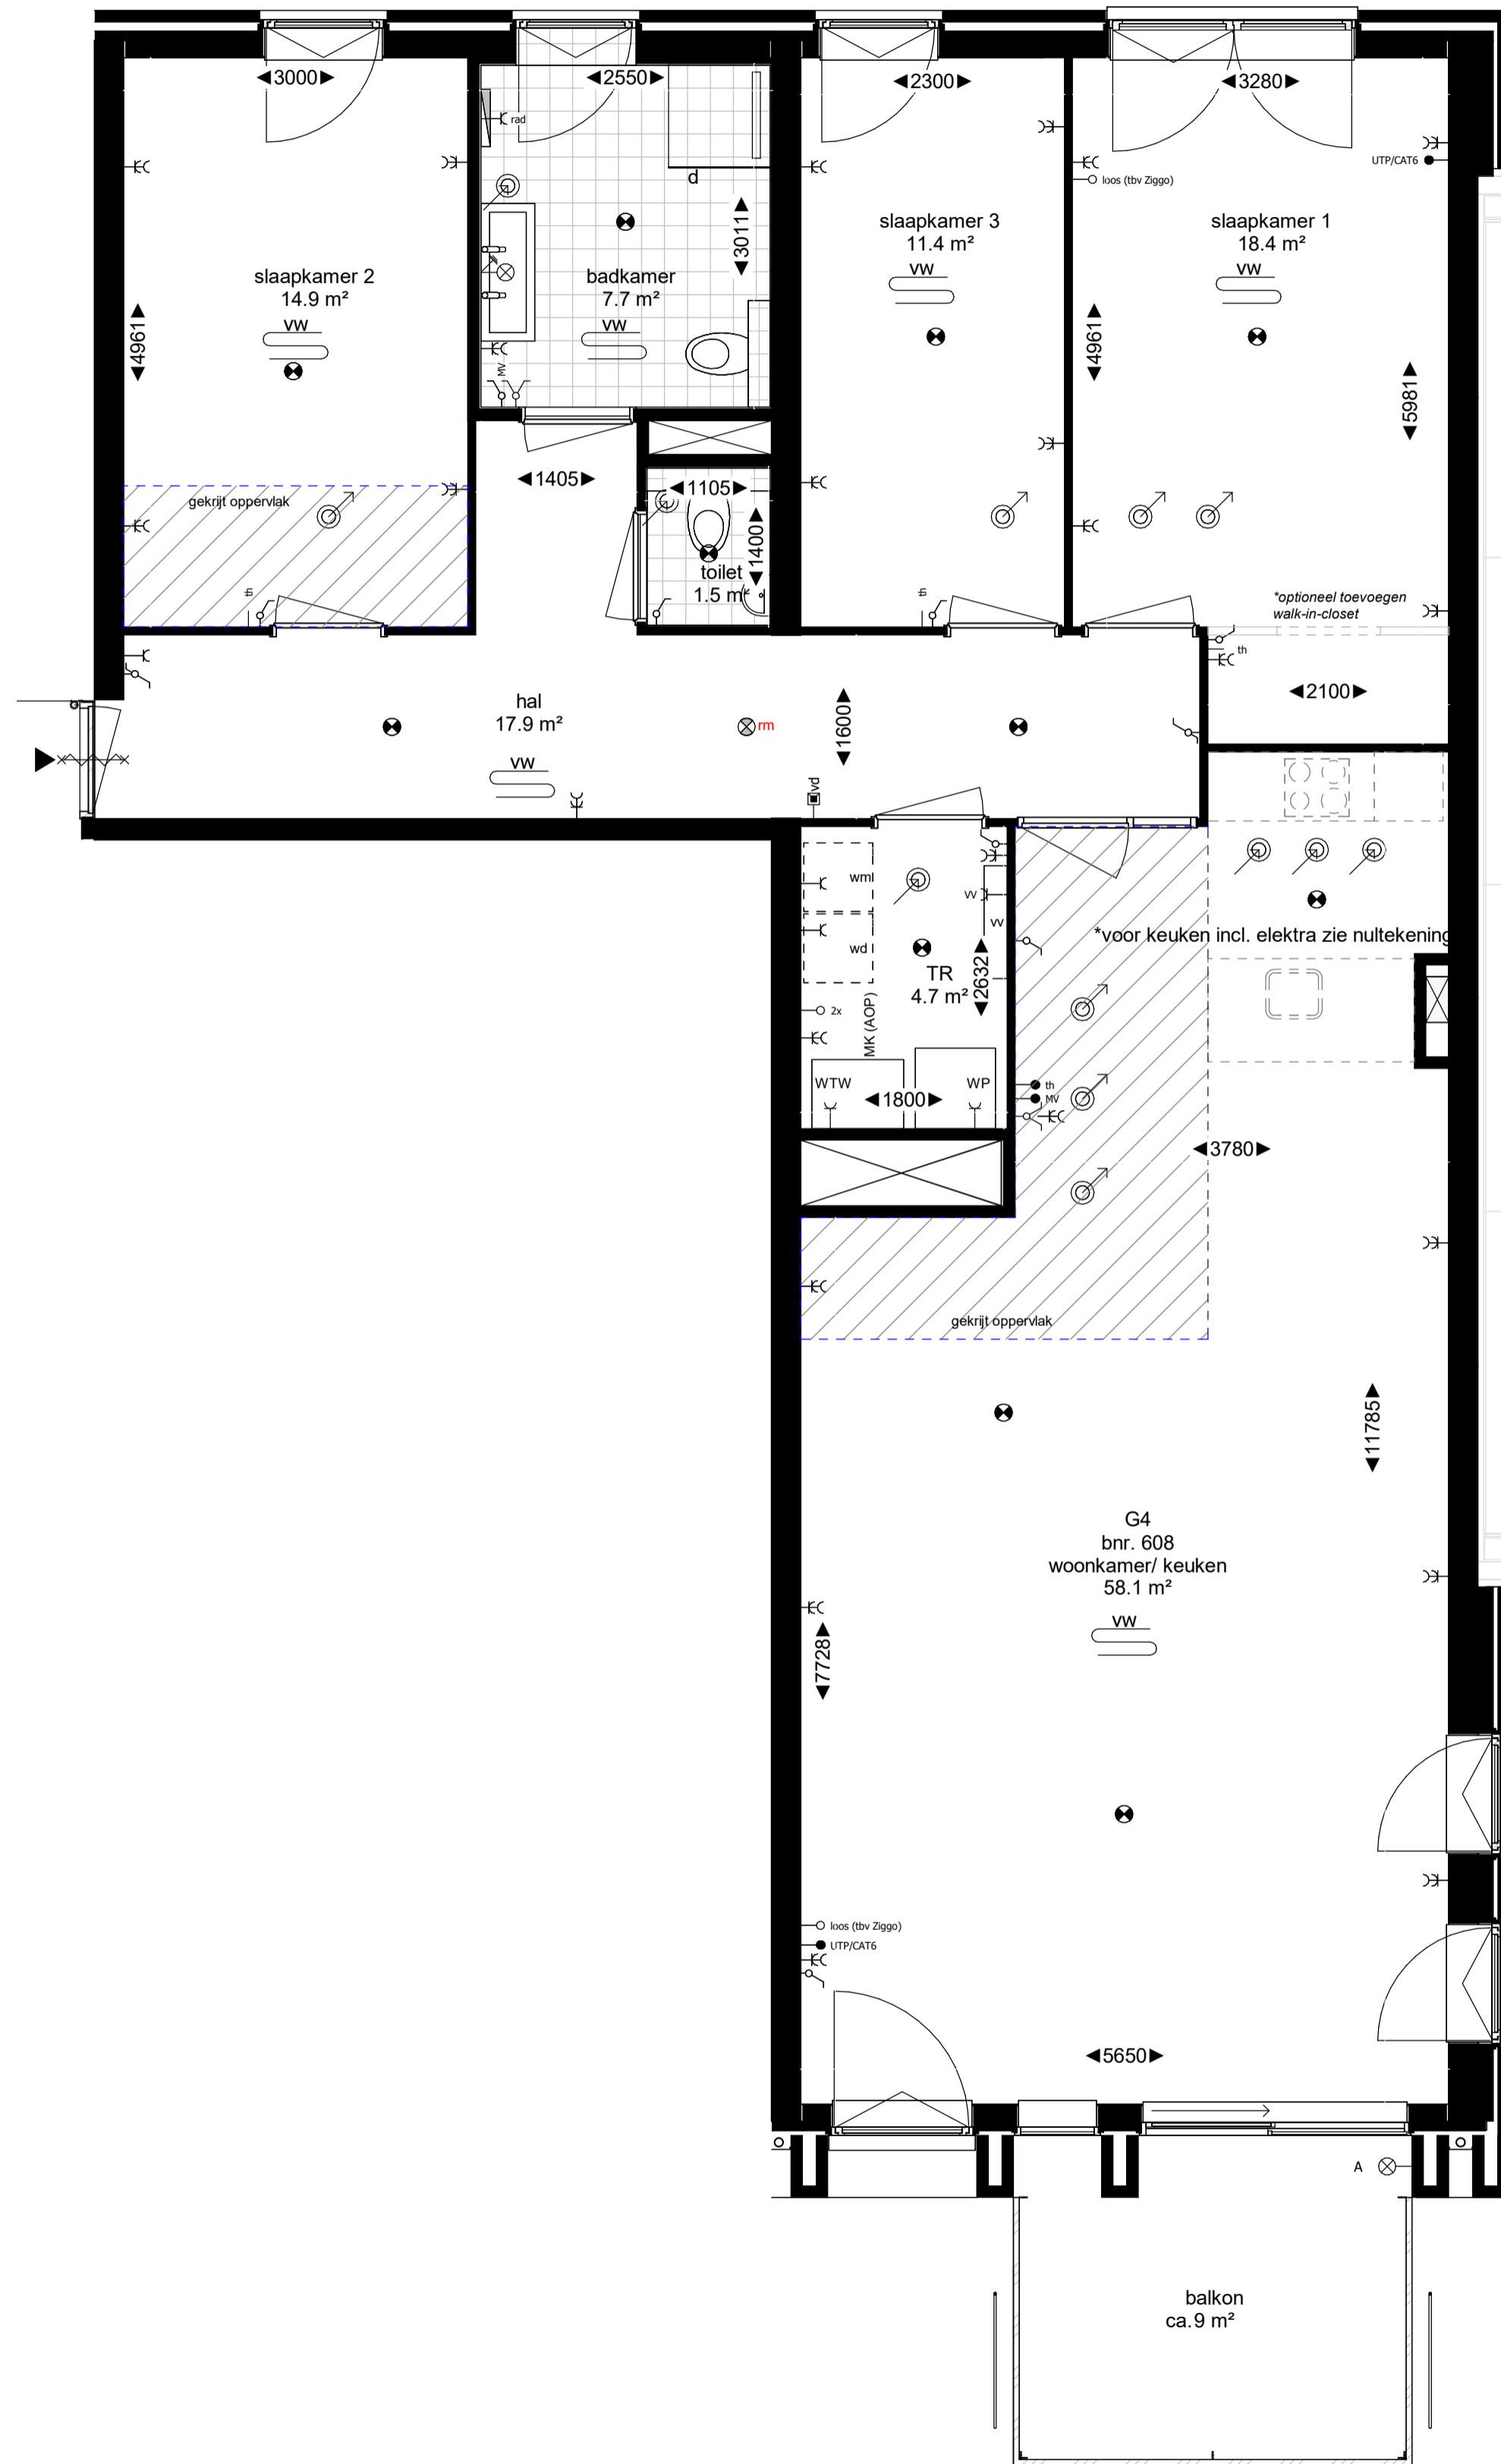 3000
2550
2300
3280
rad
d
UTP/CAT6
loos (tbv Ziggo)
3011
slaapkamer 3
11.4 m²
vw
slaapkamer 1
18.4 m²
vw
slaapkamer 2
14.9 m²
vw
badkamer
7.7 m²
vw
4961
4961
5981
MV
1405
1105
1400
gekrijt oppervlak
toilet
1.5 m²
th
th
*optioneel toevoegen
walk-in-closet
th
2100
hal
17.9 m²
vw
rm
1600
vd
wm
wd
vv
vv
*voor keuken incl. elektra zie nultekening
TR
4.7 m²
2632
2x
MK (AOP)
WTW
WP
1800
th
MV
3780
gekrijt oppervlak
11785
G4
bnr. 608
woonkamer/ keuken
58.1 m²
vw
7728
loos (tbv Ziggo)
UTP/CAT6
5650
A
balkon
ca.9 m²